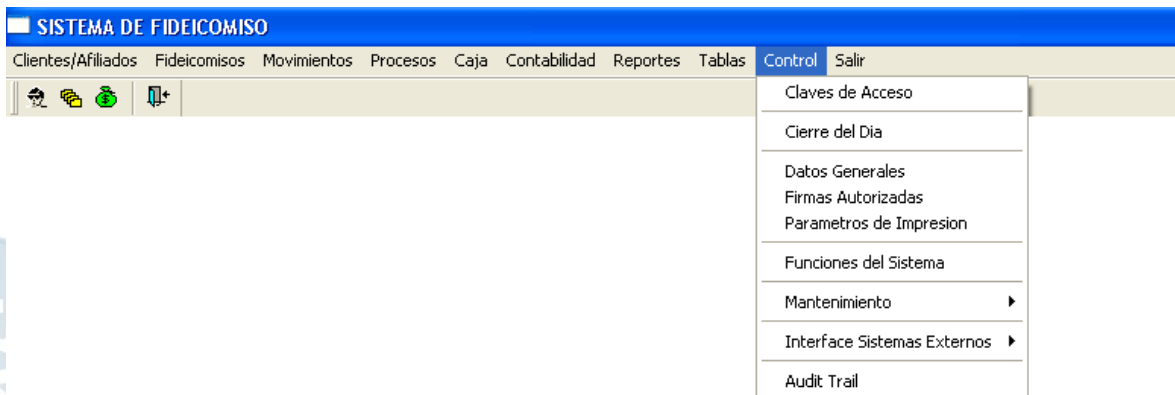 SISTEMA DE FIDEICOMISO
Clientes/Afiliados Fideicomisos Movimientos Procesos Caja Contabilidad Reportes Tablas Control Salir
Claves de Acceso
Cierre del Dia
Datos Generales
Firmas Autorizadas
Parametros de Impresion
Funciones del Sistema
Mantenimiento
Interface Sistemas Externos
Audit Trail